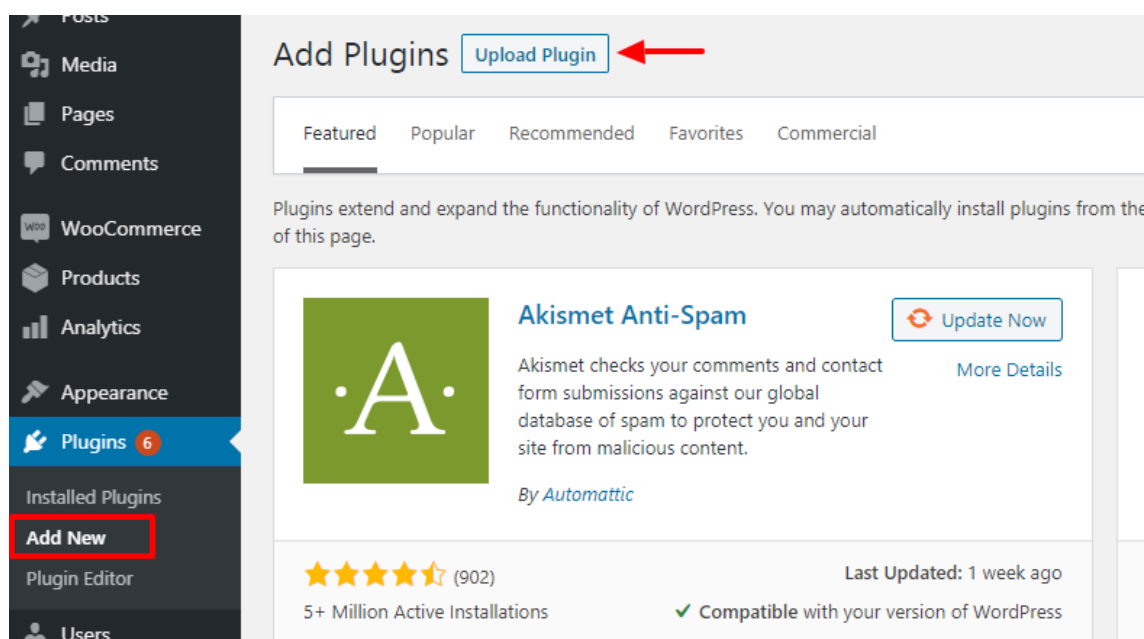 Posts
Media
Pages
Comments
WOO
WooCommerce
Products
Analytics
Appearance
Plugins 6
Installed Plugins
Add New
Plugin Editor
Users
Add Plugins Upload Plugin
Featured Popular Recommended Favorites Commercial
Plugins extend and expand the functionality of WordPress. You may automatically install plugins from the
of this page.
·A·
Akismet Anti-Spam
Update Now
More Details
Akismet checks your comments and contact
form submissions against our global
database of spam to protect you and your
site from malicious content.
By Automattic
(902)
5+ Million Active Installations
Last Updated: 1 week ago
Compatible with your version of WordPress